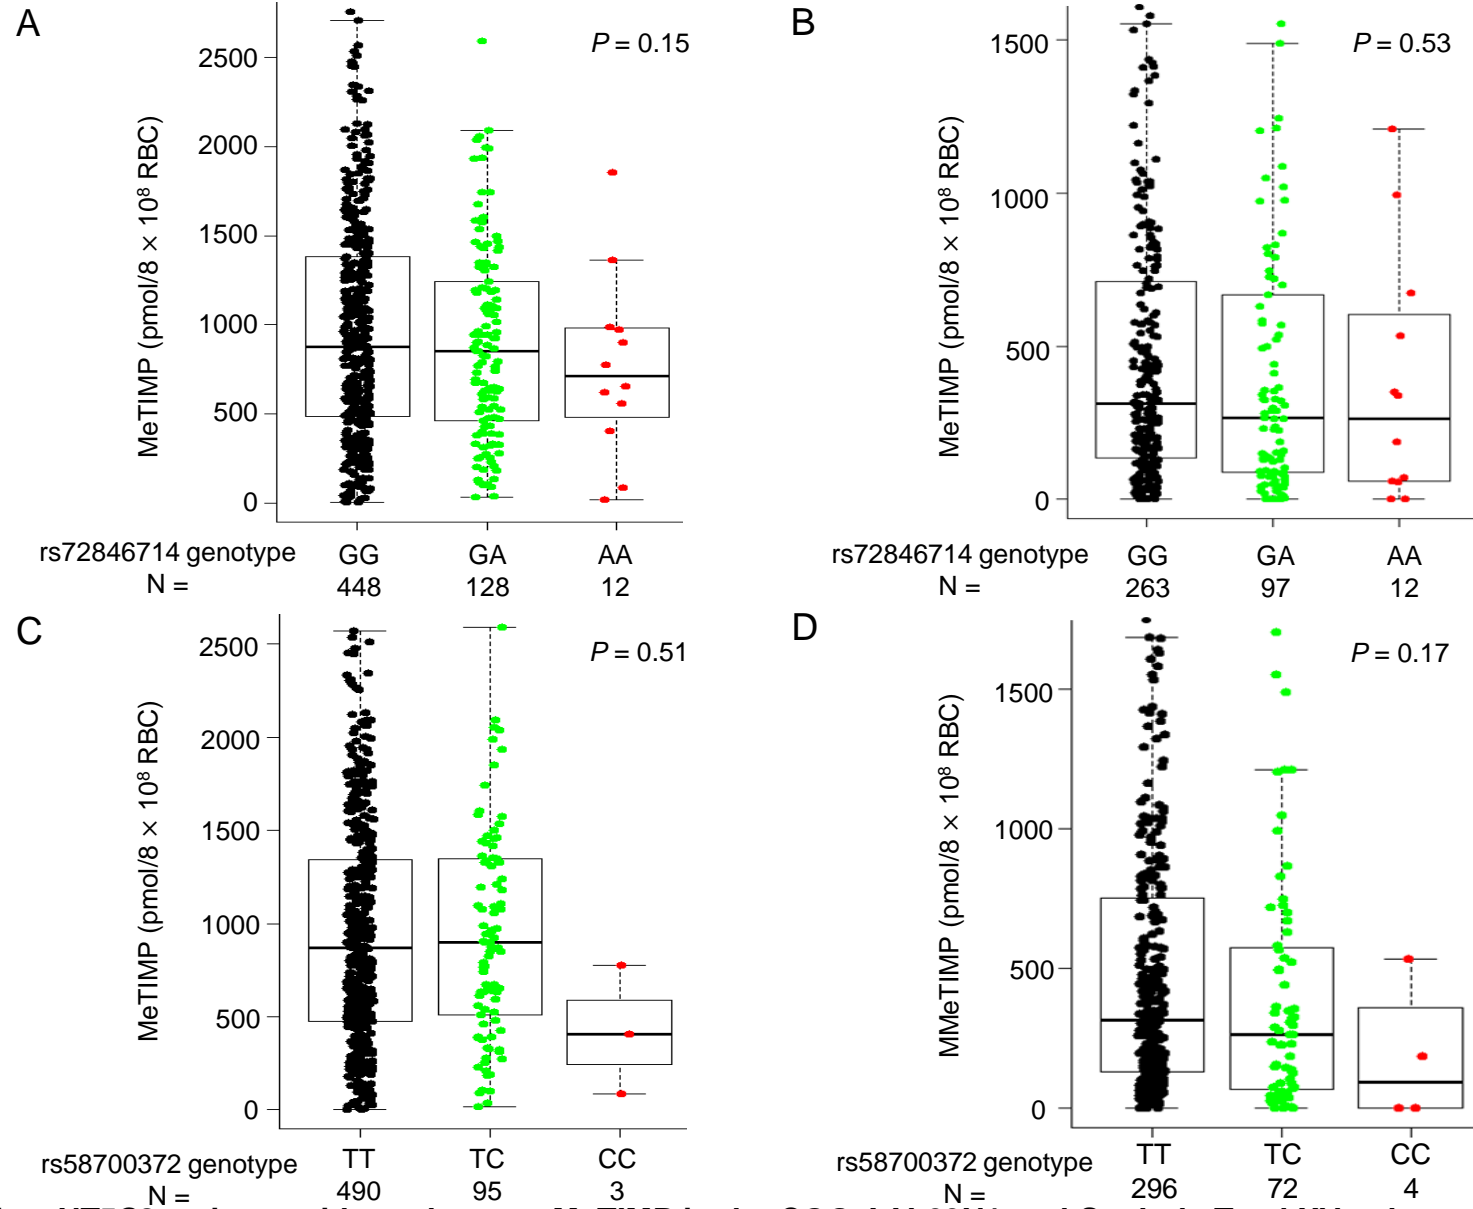 A
P = 0.15
MeTIMP (pmol/8 × 10⁸ RBC)
2500
2000
1500
1000
500
0
rs72846714 genotype GG GA AA
N = 448 128 12
B
P = 0.53
MeTIMP (pmol/8 × 10⁸ RBC)
1500
1000
500
0
rs72846714 genotype GG GA AA
N = 263 97 12
C
P = 0.51
MeTIMP (pmol/8 × 10⁸ RBC)
2500
2000
1500
1000
500
0
rs58700372 genotype TT TC CC
N = 490 95 3
D
P = 0.17
MMeTIMP (pmol/8 × 10⁸ RBC)
1500
1000
500
0
rs58700372 genotype TT TC CC
N = 296 72 4